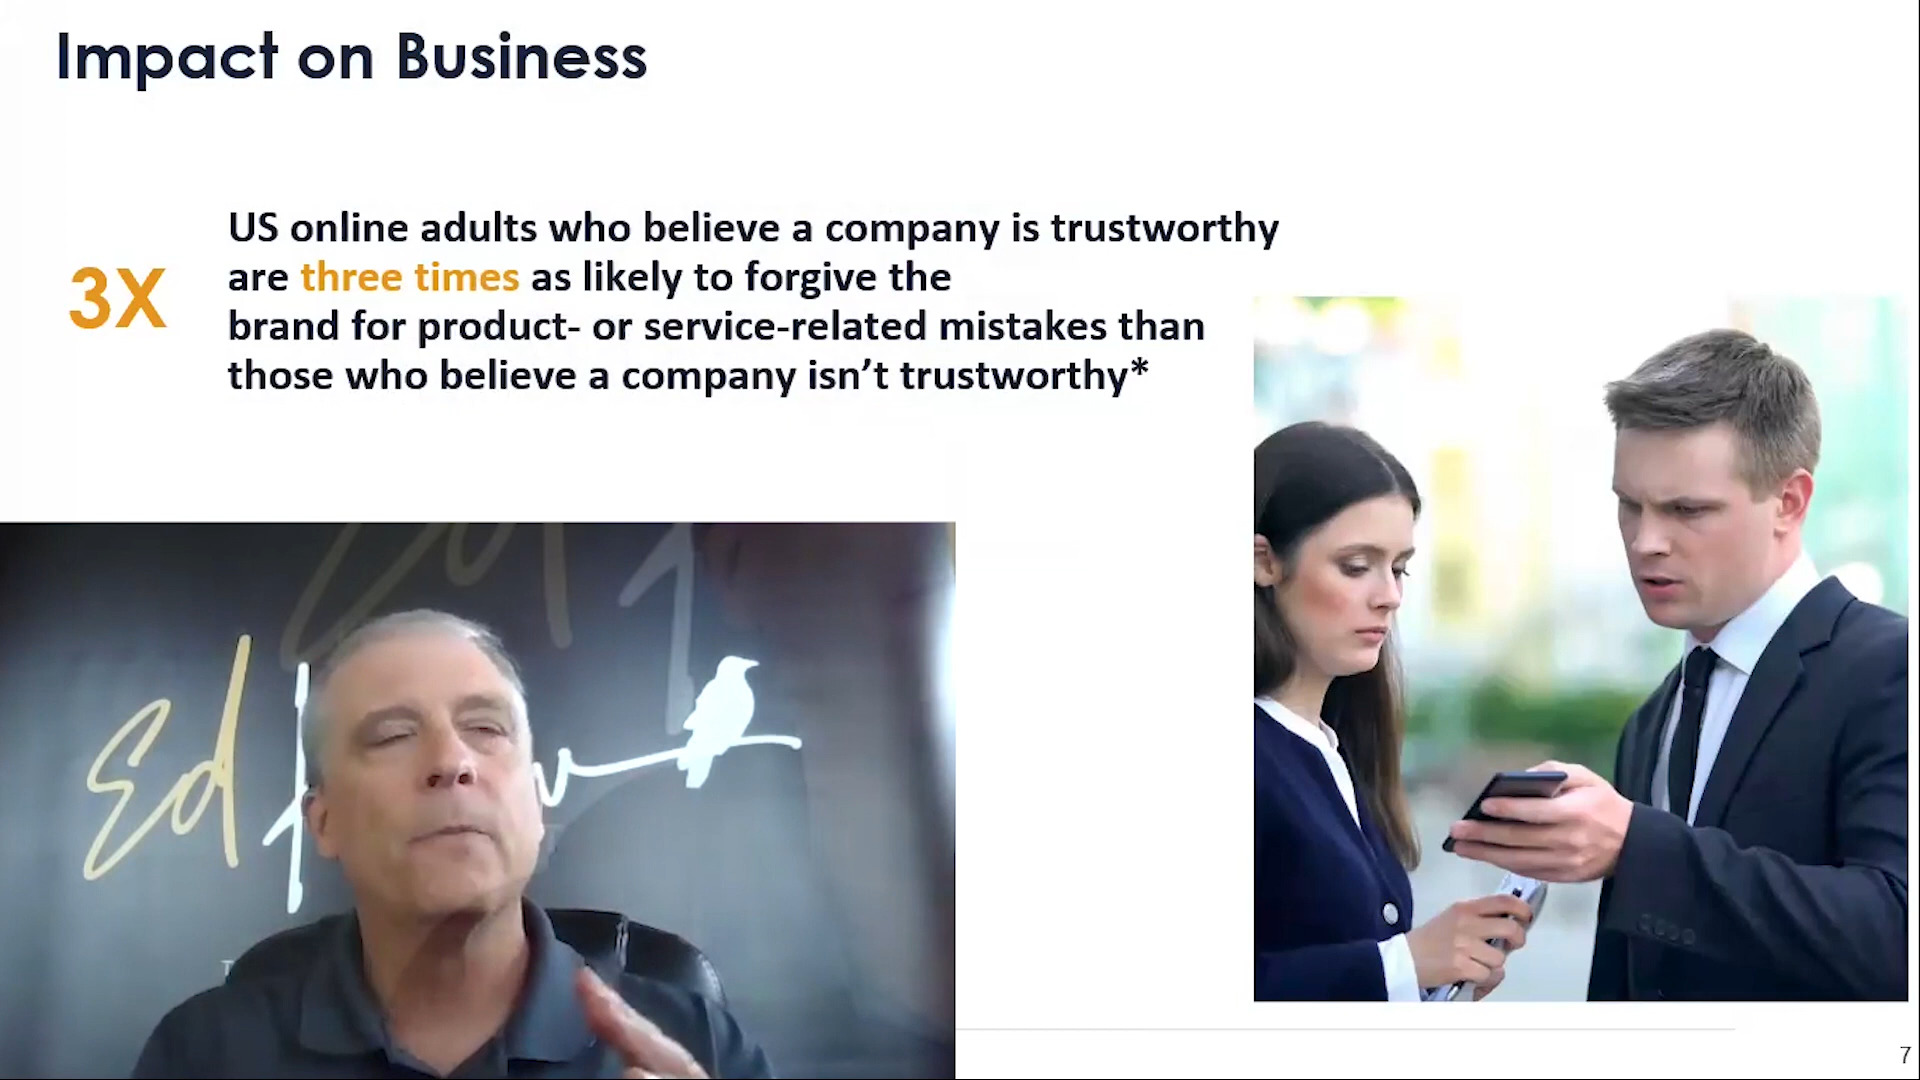 Impact on Business
3X
US online adults who believe a company is trustworthy
are three times as likely to forgive the
brand for product- or service-related mistakes than
those who believe a company isn’t trustworthy*
Ed
7